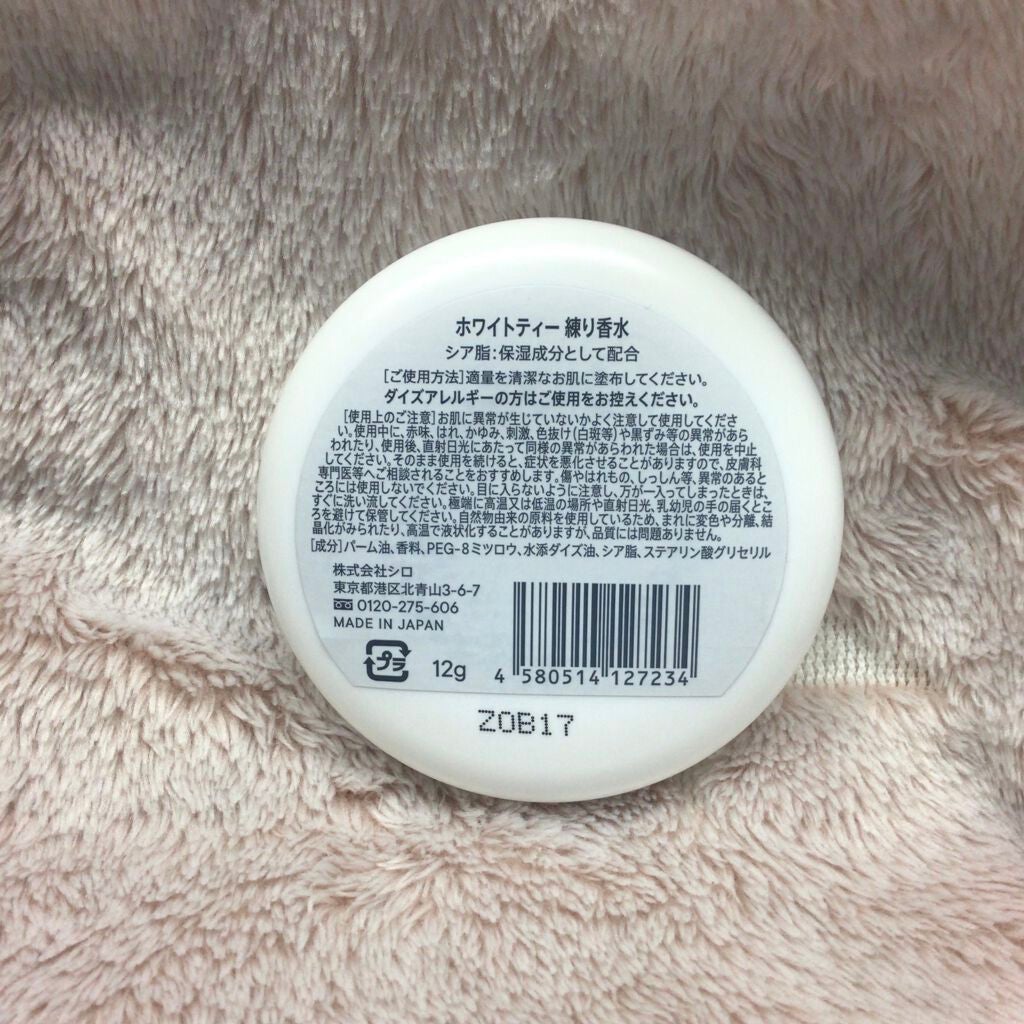 ホワイトティー 練り香水
シア脂:保湿成分として配合
[ご使用方法]適量を清潔なお肌に塗布してください。
ダイズアレルギーの方はご使用をお控えください。
[使用上のご注意]お肌に異常が生じていないかよく注意して使用してくださ
い。使用中に、赤味、はれ、かゆみ、刺激、色抜け(白斑等)や黒ずみ等の異常があら
われたり、使用後、直射日光にあたって同様の異常があらわれた場合は、使用を中止
してください。そのまま使用を続けると、症状を悪化させることがありますので、皮膚科
専門医等へご相談されることをおすすめします。傷やはれもの、しっしん等、異常のあると
ころには使用しないでください。目に入らないように注意し、万が一入ってしまったときは、
すぐに洗い流してください。極端に高温又は低温の場所や直射日光、乳幼児の手の届くとこ
ろを避けて保管してください。自然物由来の原料を使用しているため、まれに変色や分離、結
晶化がみられたり、高温で液状化することがありますが、品質には問題ありません。
[成分]パーム油、香料、PEG-8ミツロウ、水添ダイズ油、シア脂、ステアリン酸グリセリル
株式会社シロ
東京都港区北青山3-6-7
0120-275-606
MADE IN JAPAN
プラ 12g
4 580514 127234
ZOB17